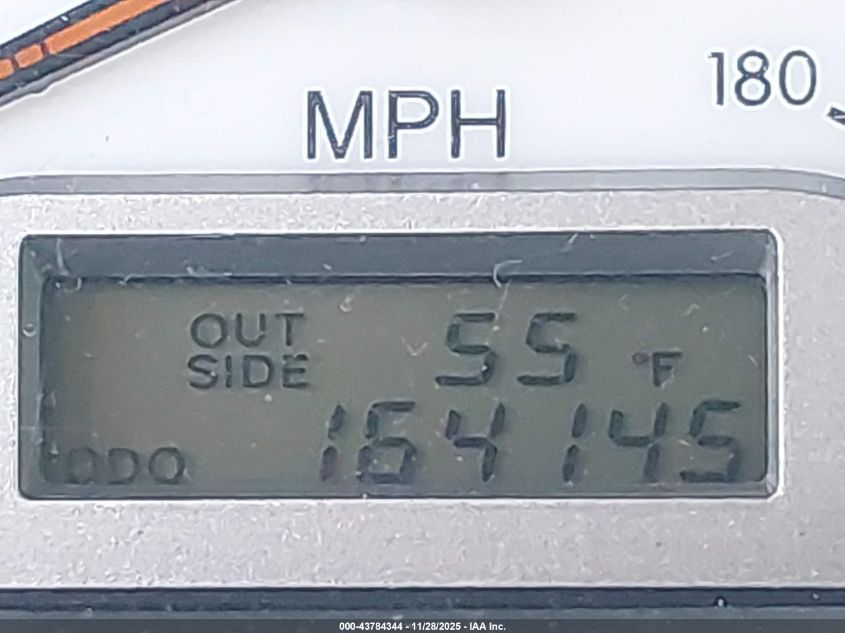 180
MPH
OUT
SIDE
55 °F
ODO 164145
000-43784344 - 11/28/2025 - IAA Inc.